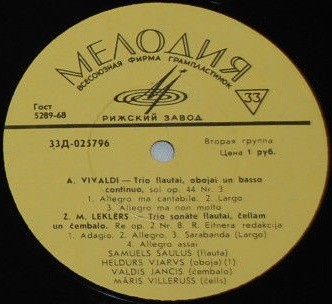 МЕЛОДИЯ
ВСЕСОЮЗНАЯ ФИРМА ГРАМПЛАСТИНОК
33
РИЖСКИЙ ЗАВОД
Гост
5289-68
33Д-025796
Вторая группа
Цена 1 руб.
A. VIVALDI — Trio flautai, obojai un basso
continuo, sol op. 44 Nr. 3
1. Allegro ma cantabile. 2. Largo
3. Allegro ma non molto
Z. M. LEKLERS — Trio sonāte flautai, čellam
un čembalo. Re op. 2 Nr. 8. R. Eitnera redakcija
1. Adagio. 2. Allegro. 3. Sarabanda (Largo)
4. Allegro assai
SAMUELS SAULUS (flauta)
HELDURS VJARVS (oboja) [1]
VALDIS JANCIS (čembalo)
MĀRIS VILLERUŠS (čells)